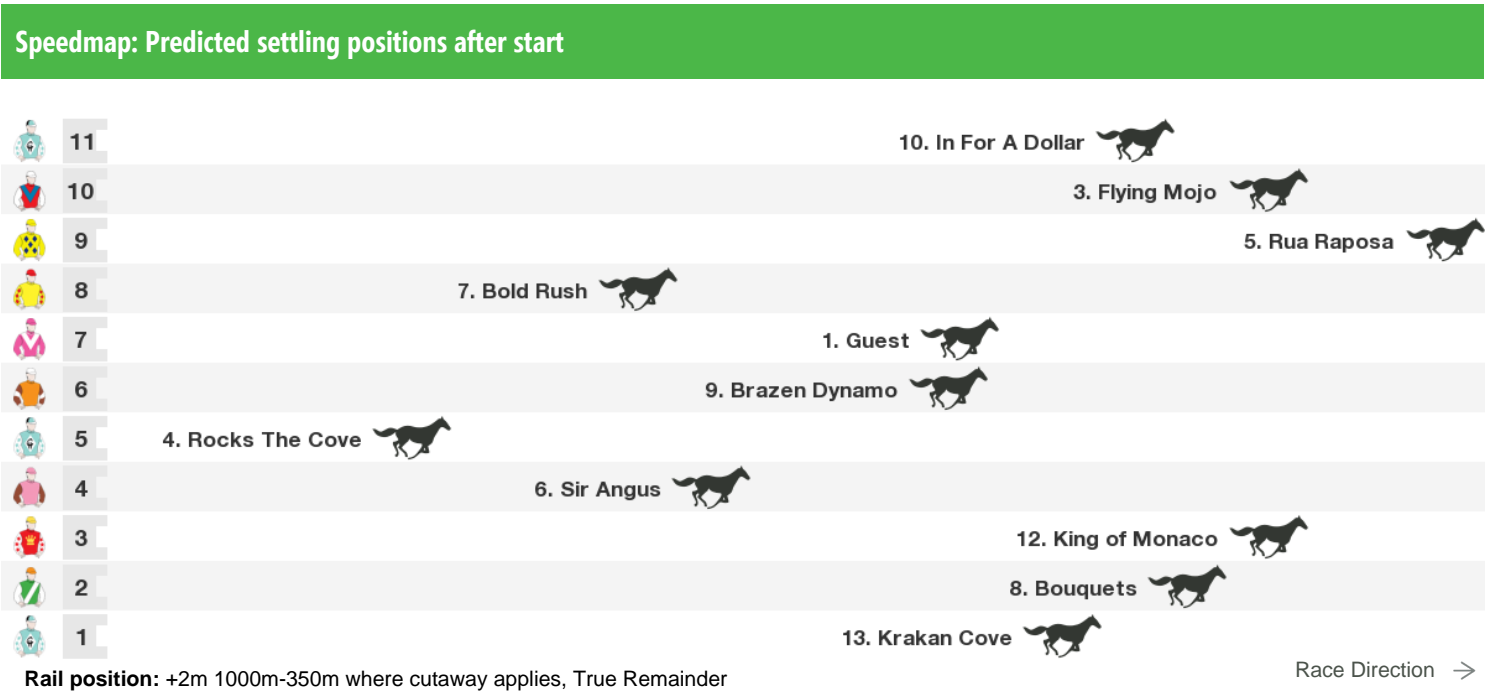 Speedmap: Predicted settling positions after start
11 10. In For A Dollar
10 3. Flying Mojo
9 5. Rua Raposa
8 7. Bold Rush
7 1. Guest
6 9. Brazen Dynamo
5 4. Rocks The Cove
4 6. Sir Angus
3 12. King of Monaco
2 8. Bouquets
1 13. Krakan Cove
Rail position: +2m 1000m-350m where cutaway applies, True Remainder
Race Direction →